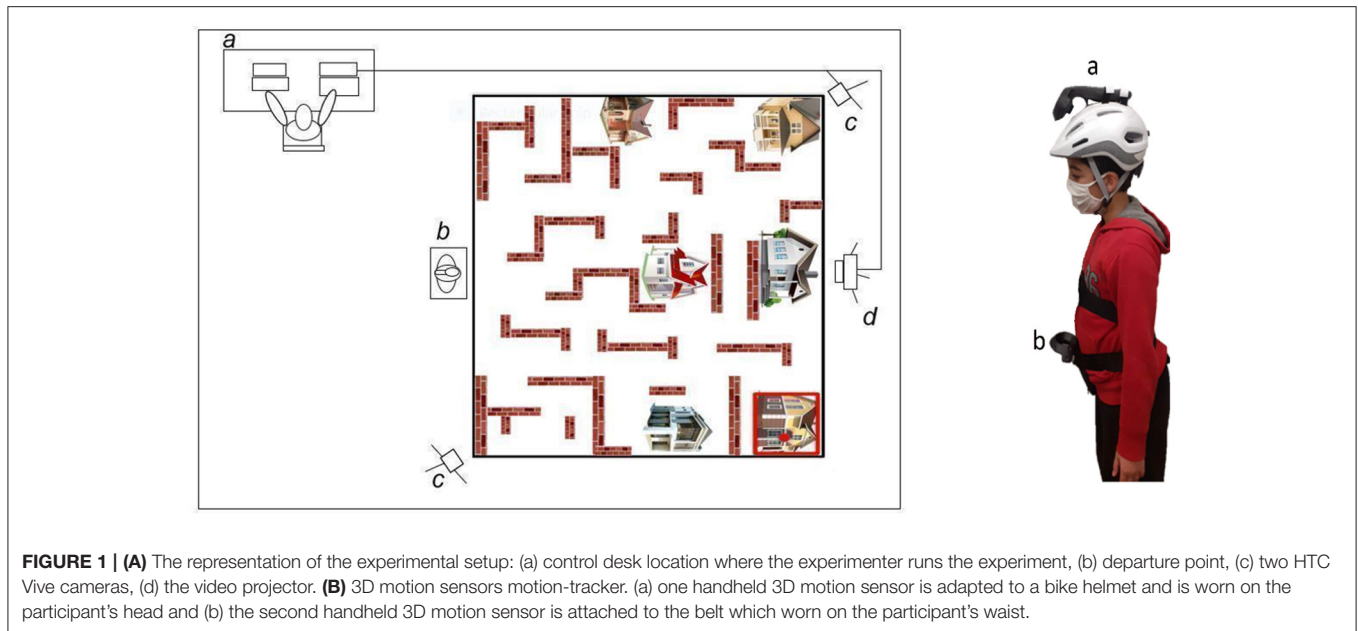 a
c
b
d
c
a
b
FIGURE 1 | (A) The representation of the experimental setup: (a) control desk location where the experimenter runs the experiment, (b) departure point, (c) two HTC
Vive cameras, (d) the video projector. (B) 3D motion sensors motion-tracker. (a) one handheld 3D motion sensor is adapted to a bike helmet and is worn on the
participant's head and (b) the second handheld 3D motion sensor is attached to the belt which worn on the participant's waist.